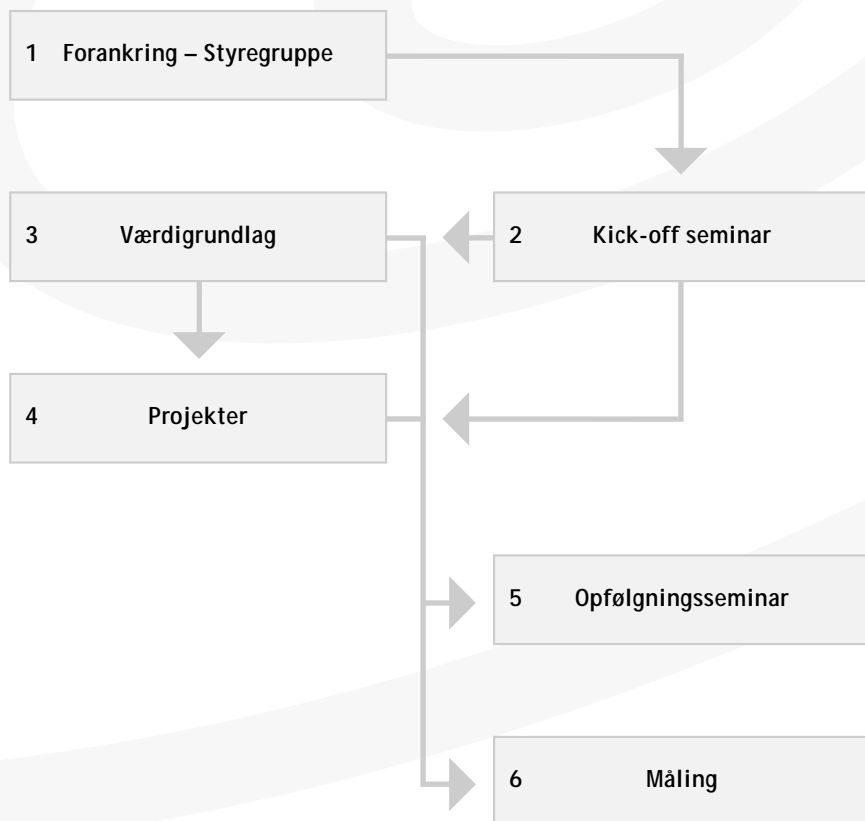 1 Forankring – Styregruppe
3 Værdigrundlag
2 Kick-off seminar
4 Projekter
5 Opfølgningsseminar
6 Måling